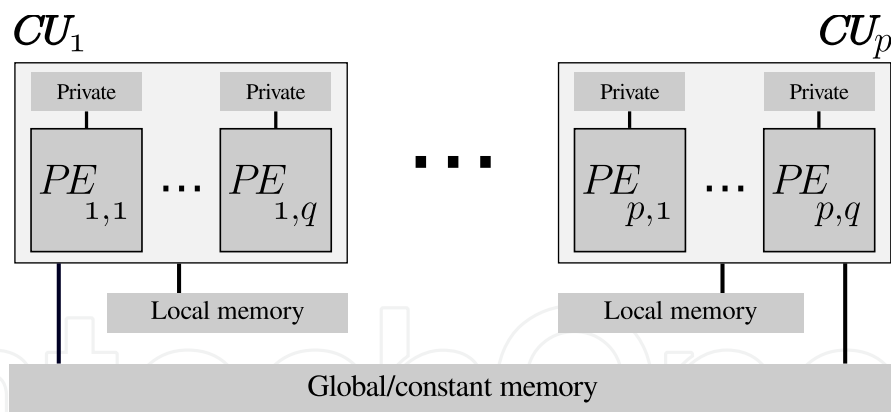 CU1 CUp
Private Private Private Private
PE1,1 ... PE1,q ... PEp,1 ... PEp,q
Local memory Local memory
Global/constant memory